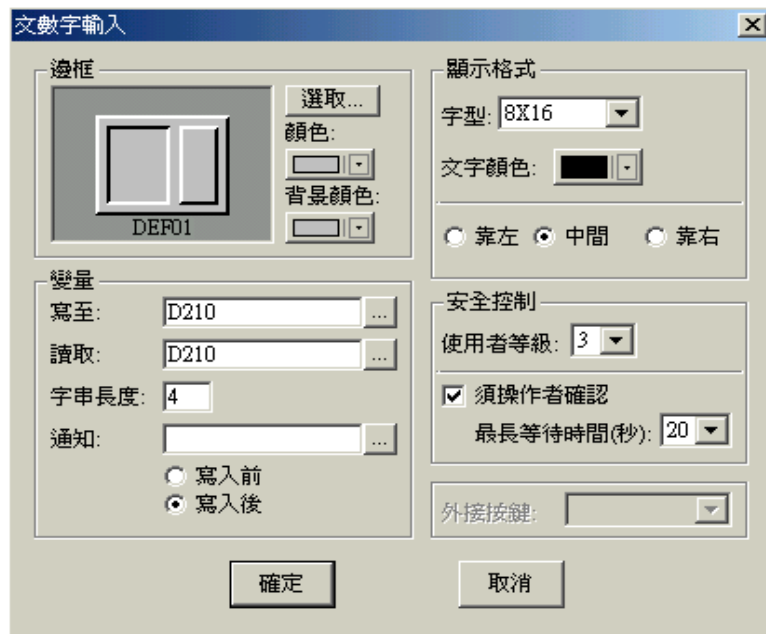 文數字輸入
邊框
DEF01
選取...
顏色:
背景顏色:
變量
寫至: D210 ...
讀取: D210 ...
字串長度: 4
通知: ...
寫入前
寫入後
顯示格式
字型: 8X16
文字顏色:
靠左 中間 靠右
安全控制
使用者等級: 3
須操作者確認
最長等待時間(秒): 20
外接按鍵:
確定 取消